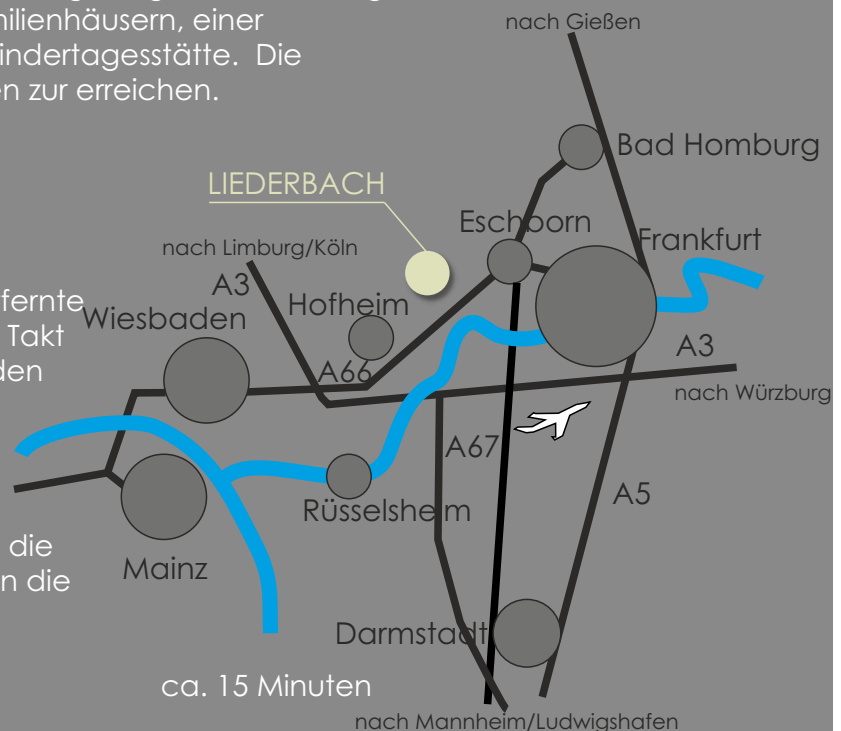 nach Gießen
milienhäusern, einer
indertagesstätte. Die
en zur erreichen.
Bad Homburg
LIEDERBACH
Eschborn
Frankfurt
nach Limburg/Köln
A3
fernte
Hofheim
Wiesbaden
Takt
den
A66
A3
nach Würzburg
A67
A5
Rüsselsheim
die
Mainz
n die
Darmstadt
ca. 15 Minuten
nach Mannheim/Ludwigshafen